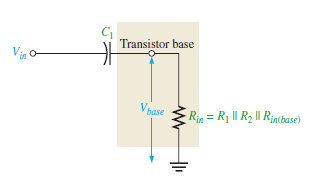 C₁
Transistor base
Vin
Vbase
Rin = R₁ || R₂ || Rin(base)